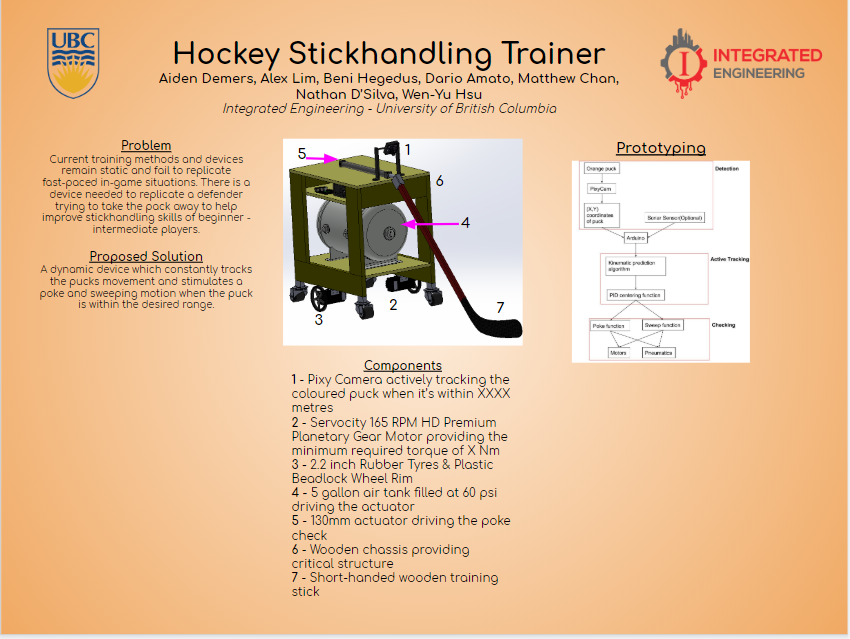 UBC
Hockey Stickhandling Trainer
Aiden Demers, Alex Lim, Beni Hegedus, Dario Amato, Matthew Chan,
Nathan D'Silva, Wen-Yu Hsu
Integrated Engineering - University of British Columbia
I
INTEGRATED
ENGINEERING
Problem
Current training methods and devices
remain static and fail to replicate
fast-paced in-game situations. There is a
device needed to replicate a defender
trying to take the puck away to help
improve stickhandling skills of beginner -
intermediate players.
Proposed Solution
A dynamic device which constantly tracks
the pucks movement and stimulates a
poke and sweeping motion when the puck
is within the desired range.
5
1
6
4
2
3
7
Components
1 - Pixy Camera actively tracking the
coloured puck when it's within XXXX
metres
2 - Servocity 165 RPM HD Premium
Planetary Gear Motor providing the
minimum required torque of X Nm
3 - 2.2 inch Rubber Tyres & Plastic
Beadlock Wheel Rim
4 - 5 gallon air tank filled at 60 psi
driving the actuator
5 - 130mm actuator driving the poke
check
6 - Wooden chassis providing
critical structure
7 - Short-handed wooden training
stick
Prototyping
Orange puck
Detection
PixyCam
(X,Y)
coordinates
of puck
Sonar Sensor(Optional)
Arduino
Active Tracking
Kinematic prediction
algorithm
PID centering function
Poke function
Sweep function
Checking
Motors
Pneumatics